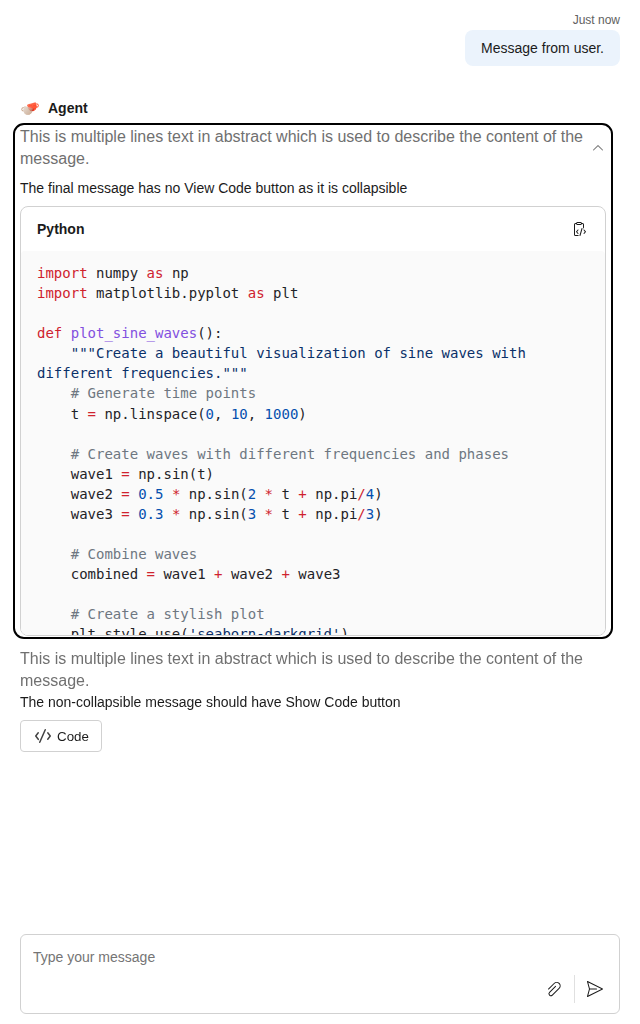 Just now
Message from user.
Agent
This is multiple lines text in abstract which is used to describe the content of the
message.
The final message has no View Code button as it is collapsible
Python
import numpy as np
import matplotlib.pyplot as plt
def plot_sine_waves():
    """Create a beautiful visualization of sine waves with
different frequencies."""
    # Generate time points
    t = np.linspace(0, 10, 1000)
    # Create waves with different frequencies and phases
    wave1 = np.sin(t)
    wave2 = 0.5 * np.sin(2 * t + np.pi/4)
    wave3 = 0.3 * np.sin(3 * t + np.pi/3)
    # Combine waves
    combined = wave1 + wave2 + wave3
    # Create a stylish plot
    plt.style.use('seaborn-darkgrid')
This is multiple lines text in abstract which is used to describe the content of the
message.
The non-collapsible message should have Show Code button
Code
Type your message